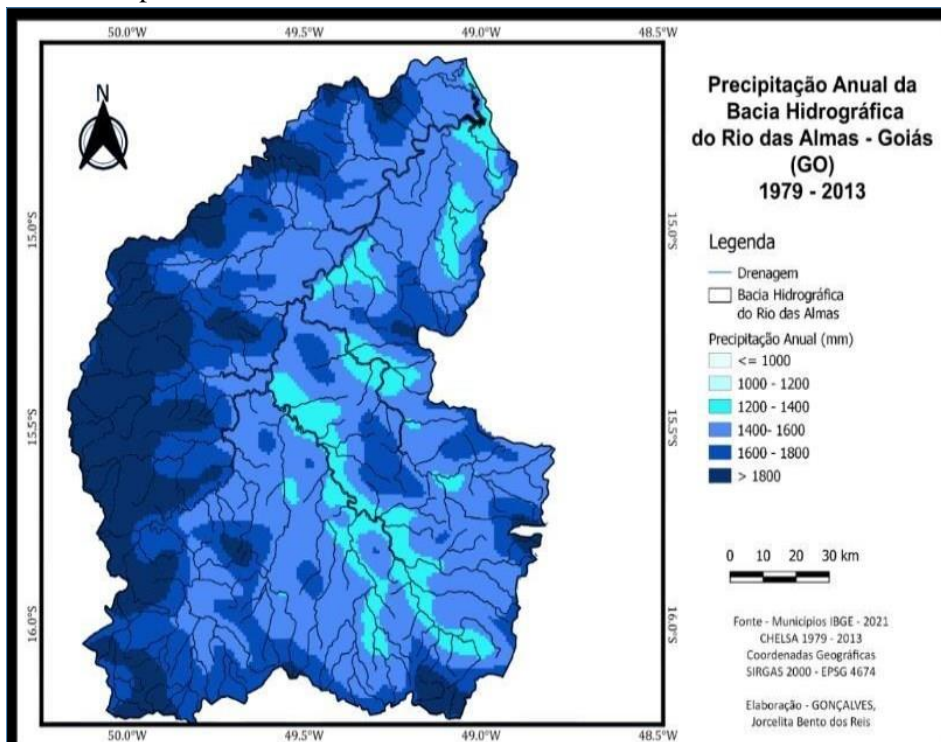 50.0°W 49.5°W 49.0°W 48.5°W
N
15.0°S 15.0°S
15.5°S 15.5°S
16.0°S 16.0°S
50.0°W 49.5°W 49.0°W 48.5°W
Precipitação Anual da
Bacia Hidrográfica
do Rio das Almas - Goiás
(GO)
1979 - 2013
Legenda
Drenagem
Bacia Hidrográfica
do Rio das Almas
Precipitação Anual (mm)
<= 1000
1000 - 1200
1200 - 1400
1400- 1600
1600 - 1800
> 1800
0 10 20 30 km
Fonte - Municipios IBGE - 2021
CHELSA 1979 - 2013
Coordenadas Geográficas
SIRGAS 2000 - EPSG 4674
Elaboração - GONÇALVES,
Jorcelita Bento dos Reis